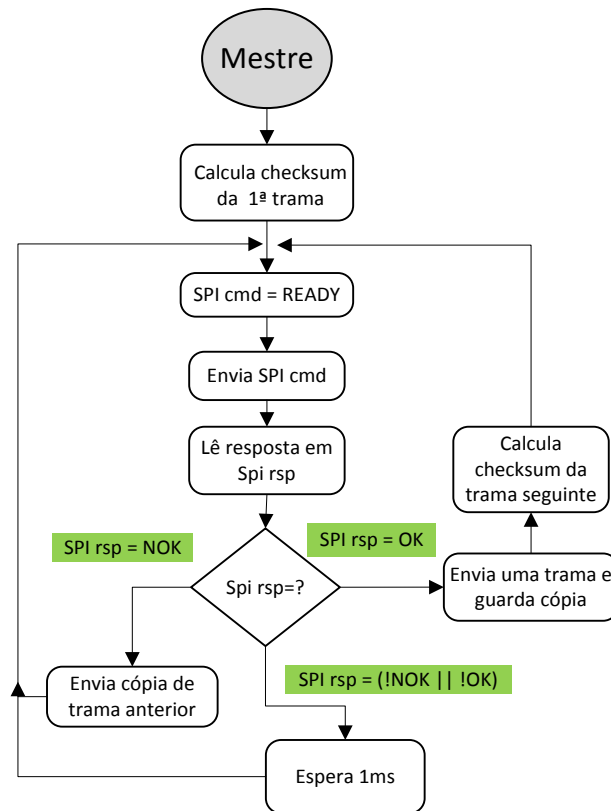 Mestre
Calcula checksum
da 1ª trama
SPI cmd = READY
Envia SPI cmd
Lê resposta em
Spi rsp
Calcula
checksum da
trama seguinte
SPI rsp = NOK
SPI rsp = OK
Spi rsp=?
Envia uma trama e
guarda cópia
SPI rsp = (!NOK || !OK)
Envia cópia de
trama anterior
Espera 1ms